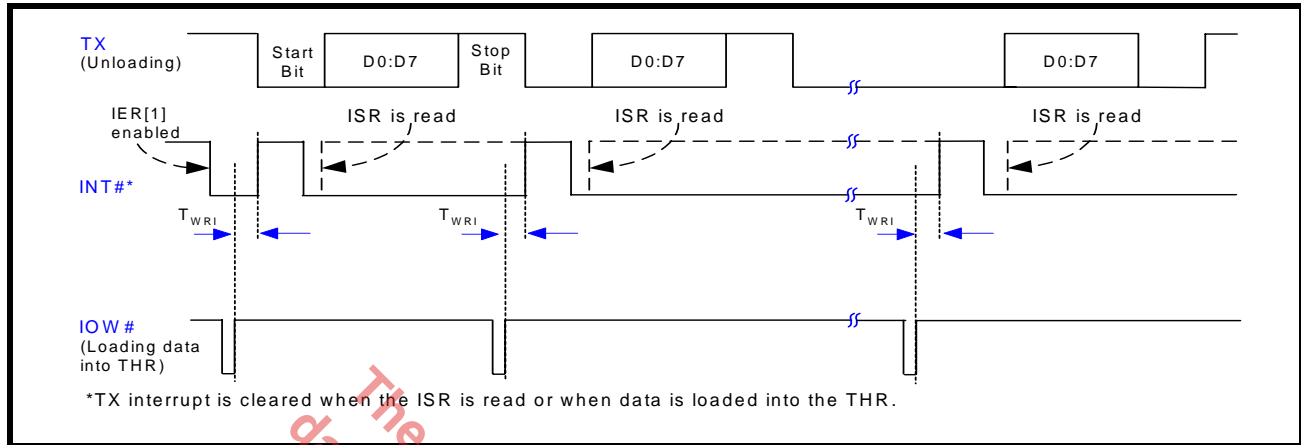 TX
(Unloading)
Start
Bit
D0:D7
Stop
Bit
D0:D7
D0:D7
IER[1]
enabled
ISR is read
ISR is read
ISR is read
INT#*
TWRI
TWRI
TWRI
IOW#
(Loading data
into THR)
*TX interrupt is cleared when the ISR is read or when data is loaded into the THR.
The